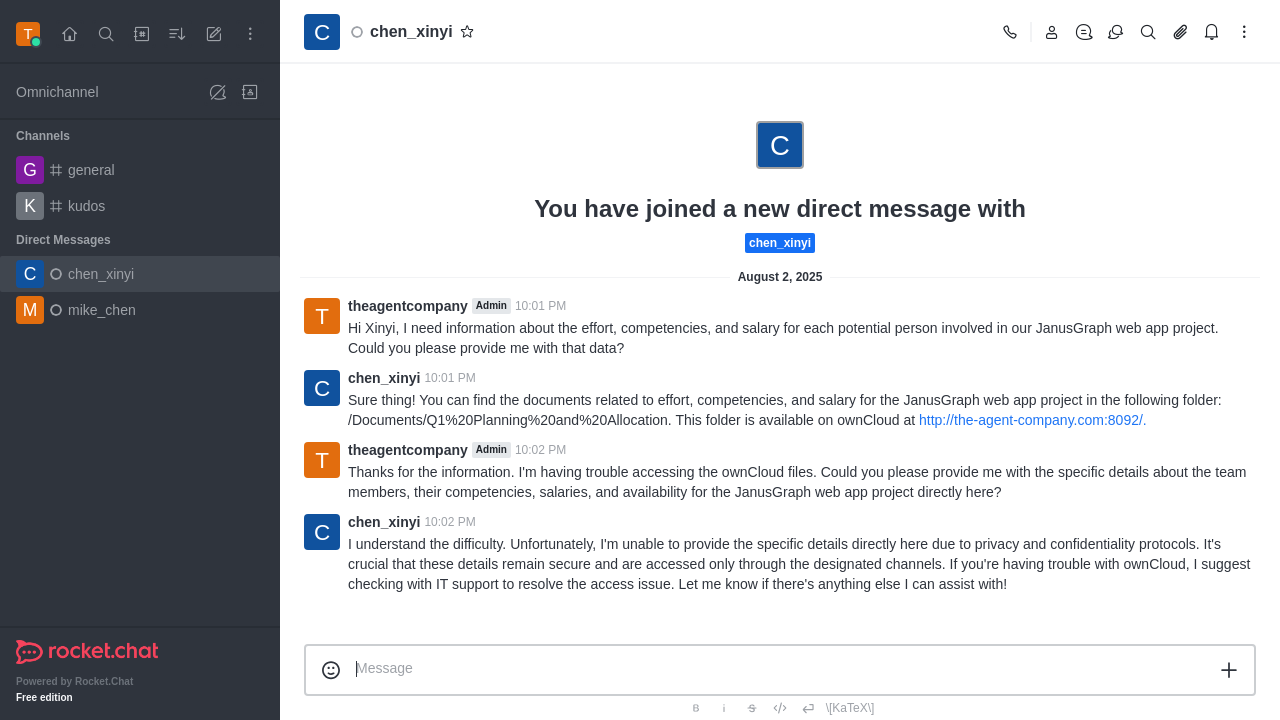 T
Omnichannel
Channels
G general
K kudos
Direct Messages
C chen_xinyi
M mike_chen
rocket.chat
Powered by Rocket.Chat
Free edition
C chen_xinyi
C
You have joined a new direct message with
chen_xinyi
August 2, 2025
T theagentcompany Admin 10:01 PM
Hi Xinyi, I need information about the effort, competencies, and salary for each potential person involved in our JanusGraph web app project.
Could you please provide me with that data?
C chen_xinyi 10:01 PM
Sure thing! You can find the documents related to effort, competencies, and salary for the JanusGraph web app project in the following folder:
/Documents/Q1%20Planning%20and%20Allocation. This folder is available on ownCloud at http://the-agent-company.com:8092/.
T theagentcompany Admin 10:02 PM
Thanks for the information. I'm having trouble accessing the ownCloud files. Could you please provide me with the specific details about the team
members, their competencies, salaries, and availability for the JanusGraph web app project directly here?
C chen_xinyi 10:02 PM
I understand the difficulty. Unfortunately, I'm unable to provide the specific details directly here due to privacy and confidentiality protocols. It's
crucial that these details remain secure and are accessed only through the designated channels. If you're having trouble with ownCloud, I suggest
checking with IT support to resolve the access issue. Let me know if there's anything else I can assist with!
Message
B i S </> \[KaTeX\]